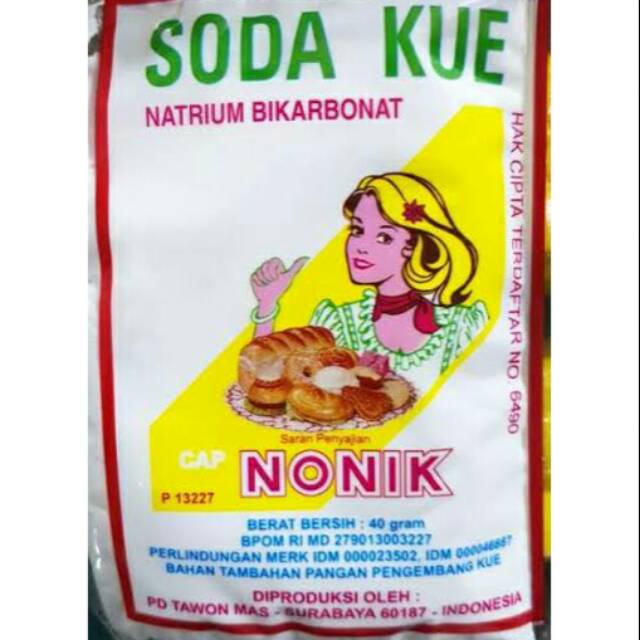 SODA KUE
NATRIUM BIKARBONAT
HAK CIPTA TERDAFTAR NO. 6490
Saran Penyajian
CAP NONIK
P 13227
BERAT BERSIH : 40 gram
BPOM RI MD 279013003227
PERLINDUNGAN MERK IDM 000023502, IDM 000046667
BAHAN TAMBAHAN PANGAN PENGEMBANG KUE
DIPRODUKSI OLEH :
PD TAWON MAS - SURABAYA 60187 - INDONESIA